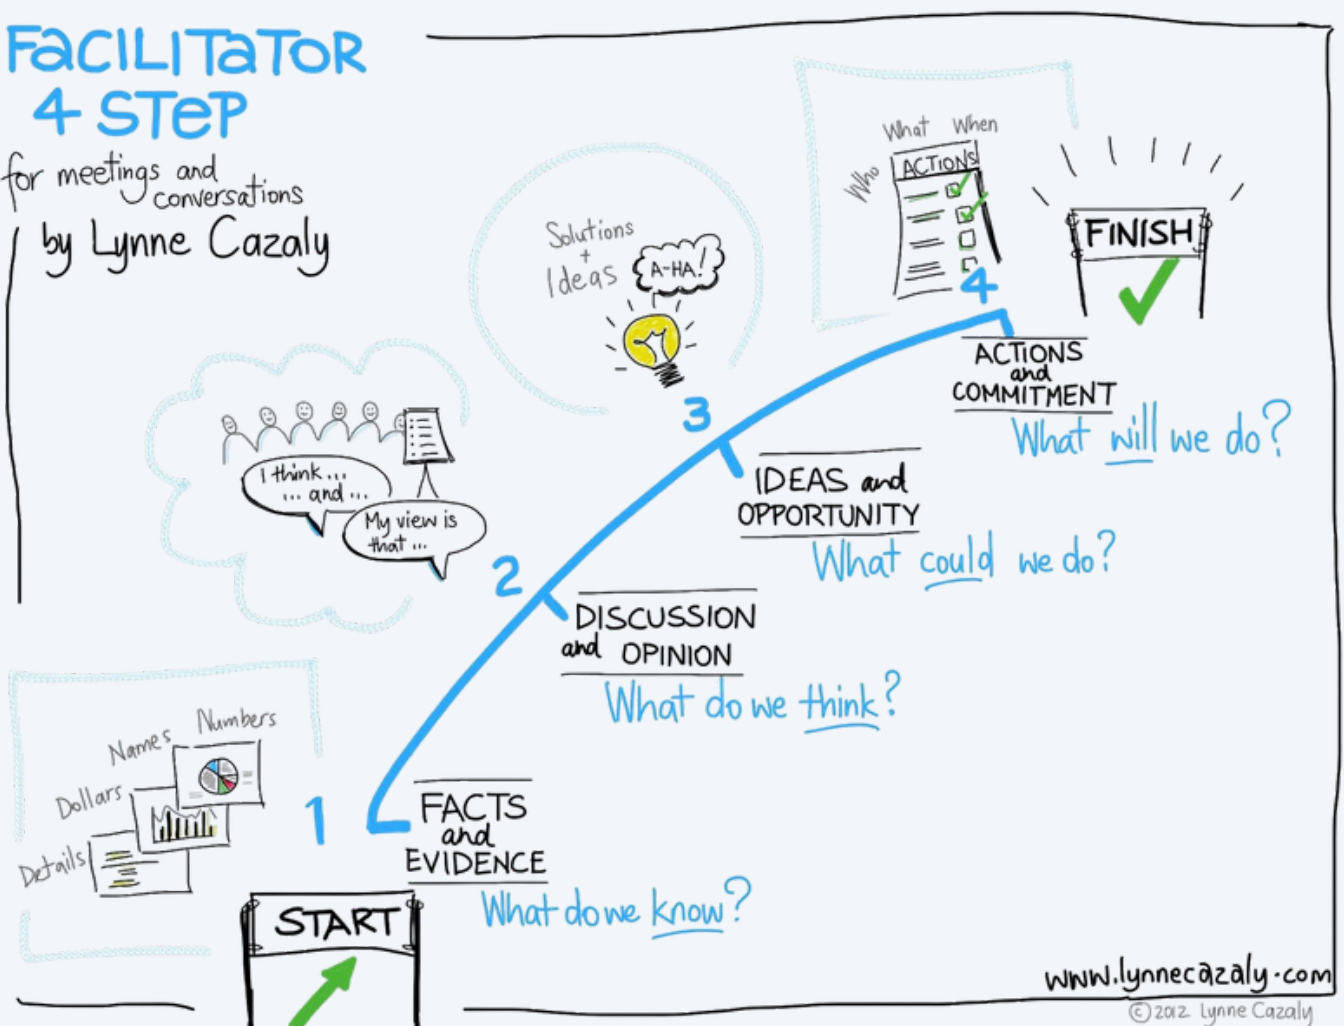 FaCILITaTOR
4 STeP
for meetings and
conversations
by Lynne Cazaly
What When
Who
ACTIONS
FINISH
4
ACTIONS
and
COMMITMENT
What will we do?
Solutions
+
Ideas
A-HA!
3
IDEAS and
OPPORTUNITY
What could we do?
I think...
... and ...
My view is
that ...
2
DISCUSSION
and OPINION
What do we think?
Numbers
Names
Dollars
Details
1
FACTS
and
EVIDENCE
What do we know?
START
www.lynnecazaly.com
© 2012 Lynne Cazaly